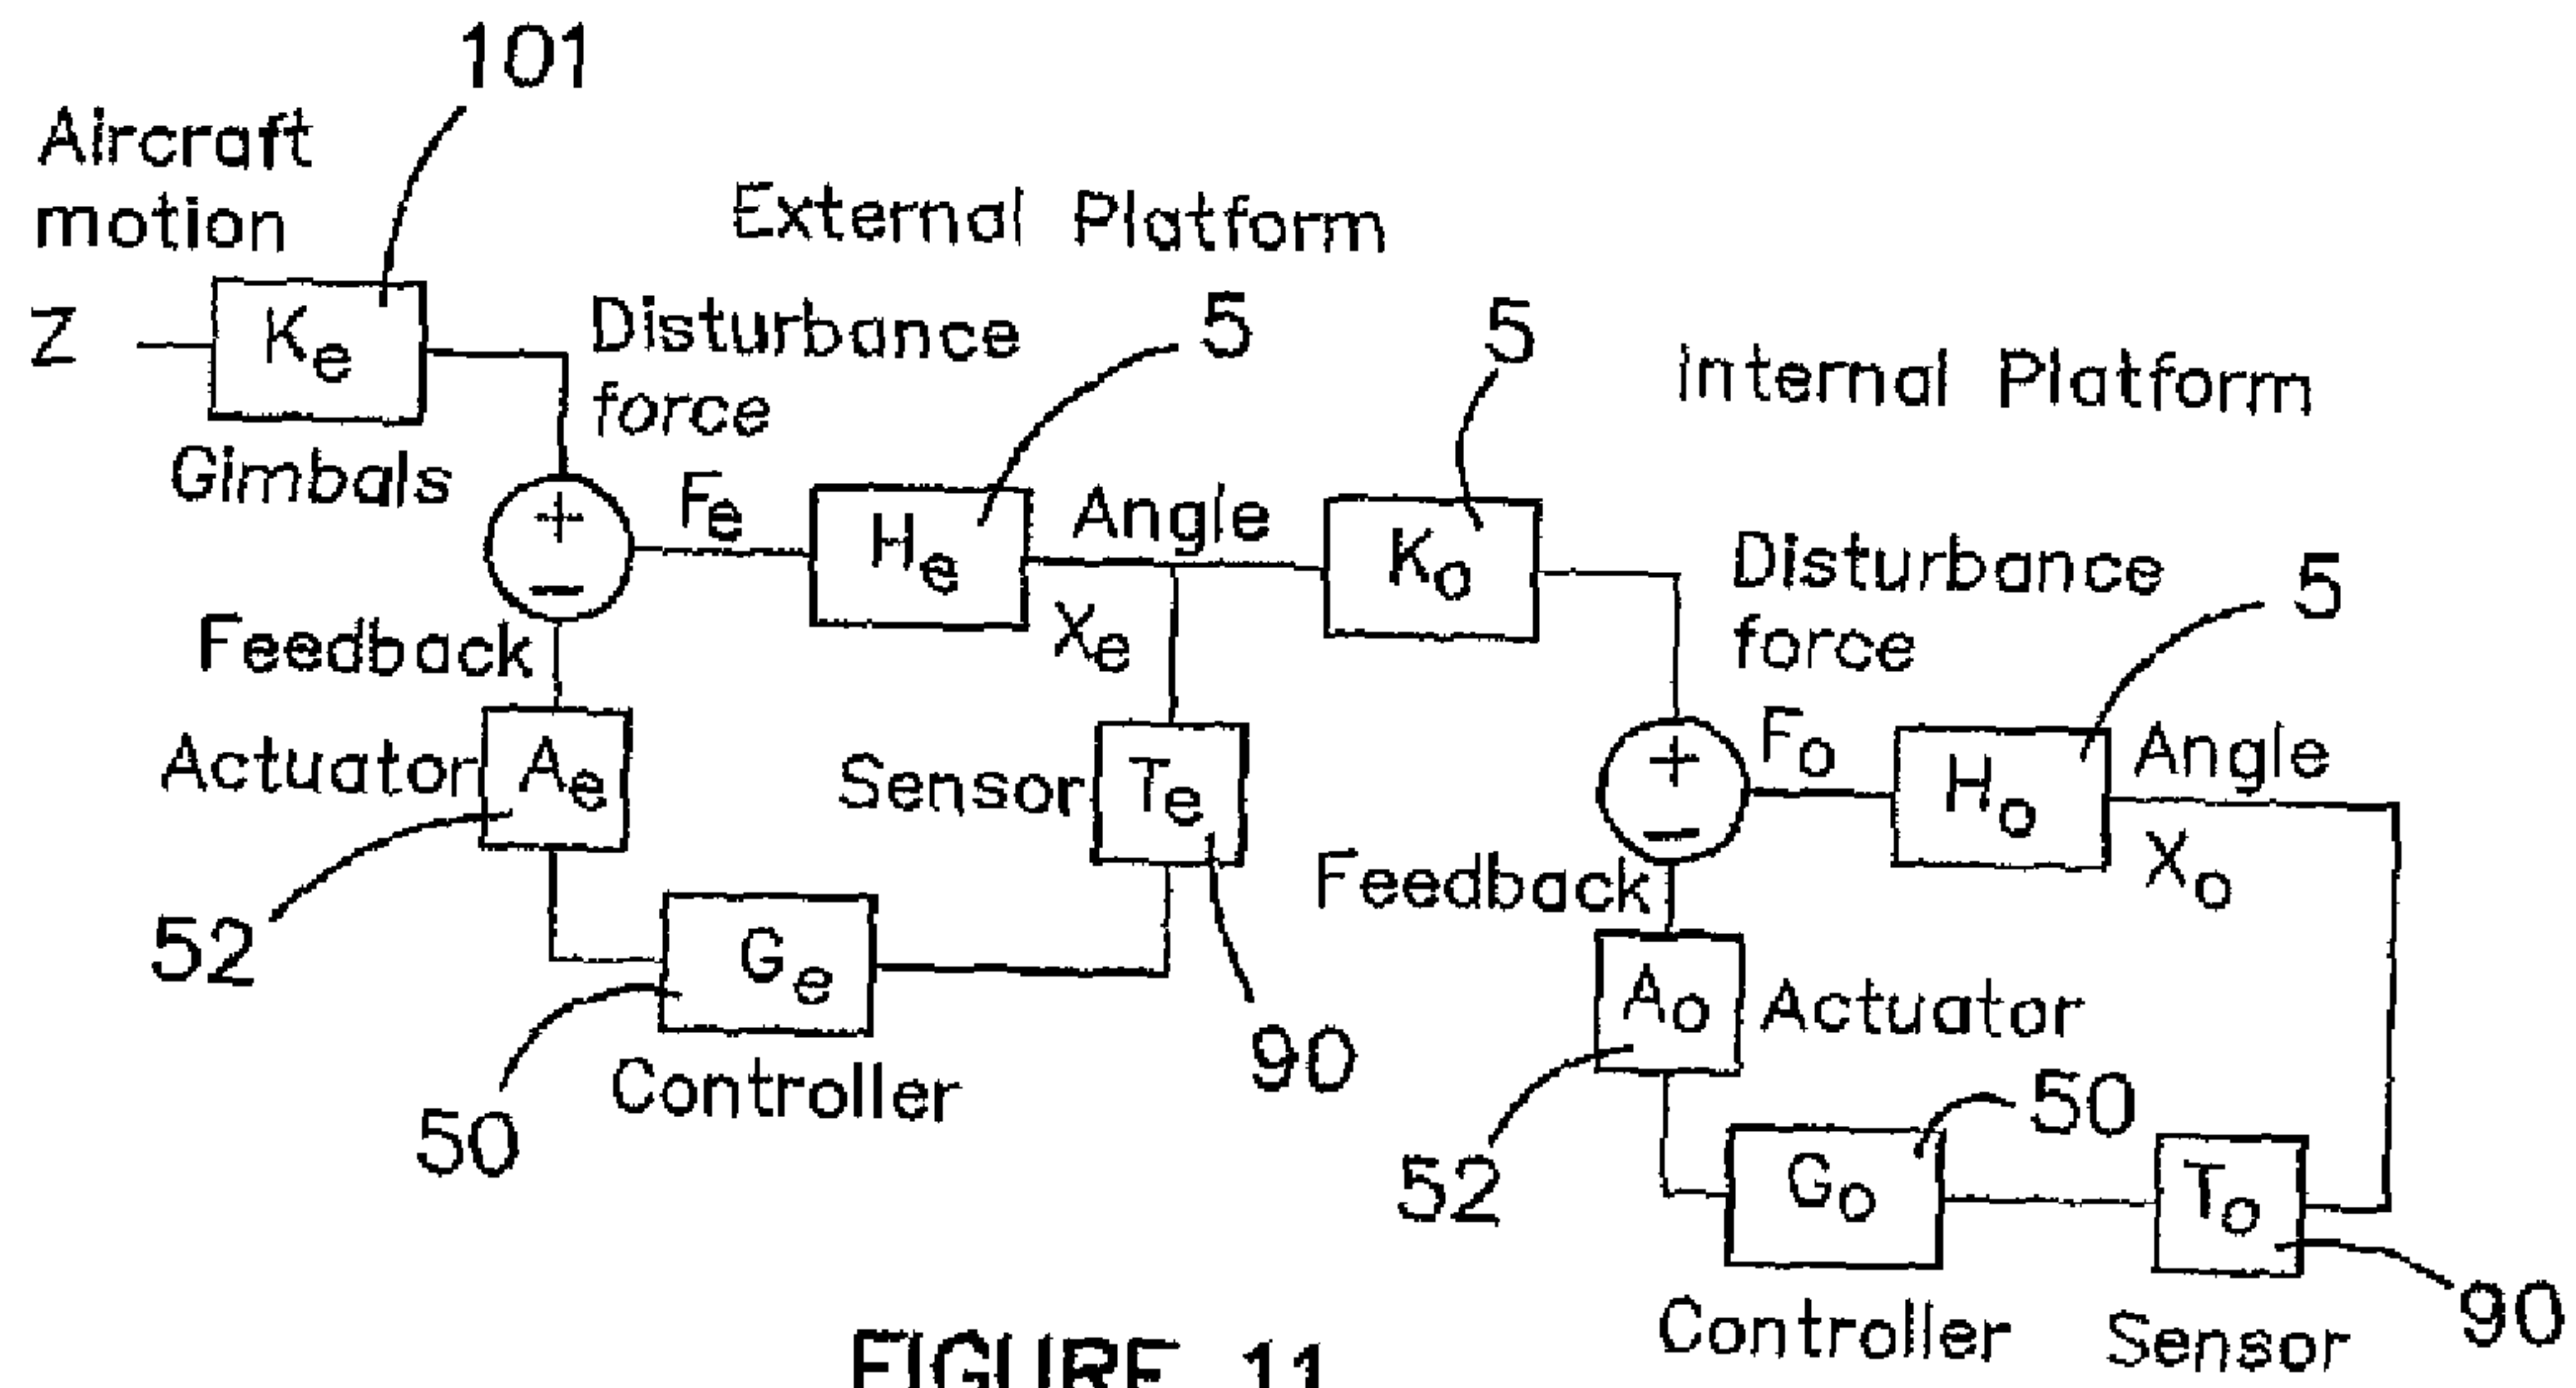 101
Aircraft
motion
External Platform
Z
Ke
Disturbance
force
5
5
Internal Platform
Gimbals
+
−
Fe
He
Angle
Xe
Ko
Disturbance
force
5
Feedback
Actuator
Ae
Sensor
Te
+
−
Fo
Ho
Angle
Xo
Feedback
52
Ge
50
Controller
90
Ao
Actuator
52
Go
50
Controller
To
Sensor
90
FIGURE 11